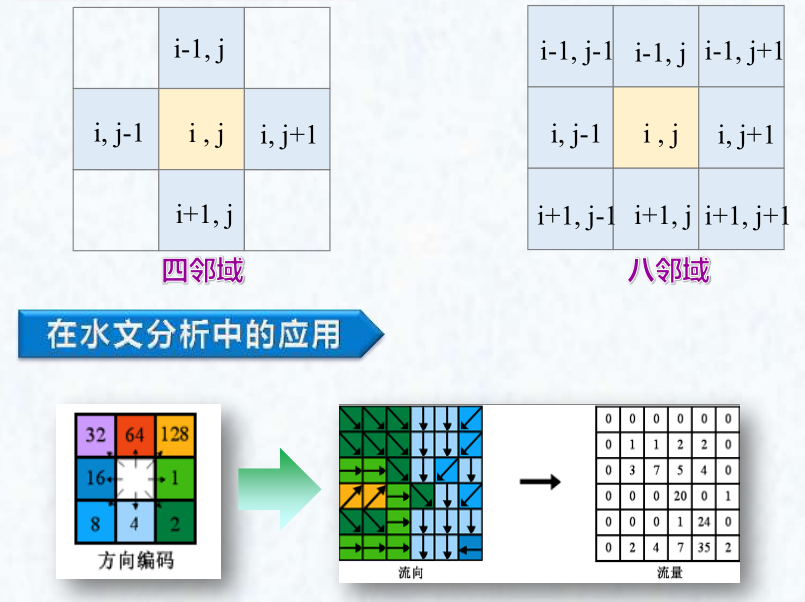 i-1, j
i, j-1 i , j i, j+1
i+1, j
四邻域
i-1, j-1 i-1, j i-1, j+1
i, j-1 i , j i, j+1
i+1, j-1 i+1, j i+1, j+1
八邻域
在水文分析中的应用
32 64 128
16 1
8 4 2
方向编码
流向
0 0 0 0 0 0
0 1 1 2 2 0
0 3 7 5 4 0
0 0 0 20 0 1
0 0 0 1 24 0
0 2 4 7 35 2
流量